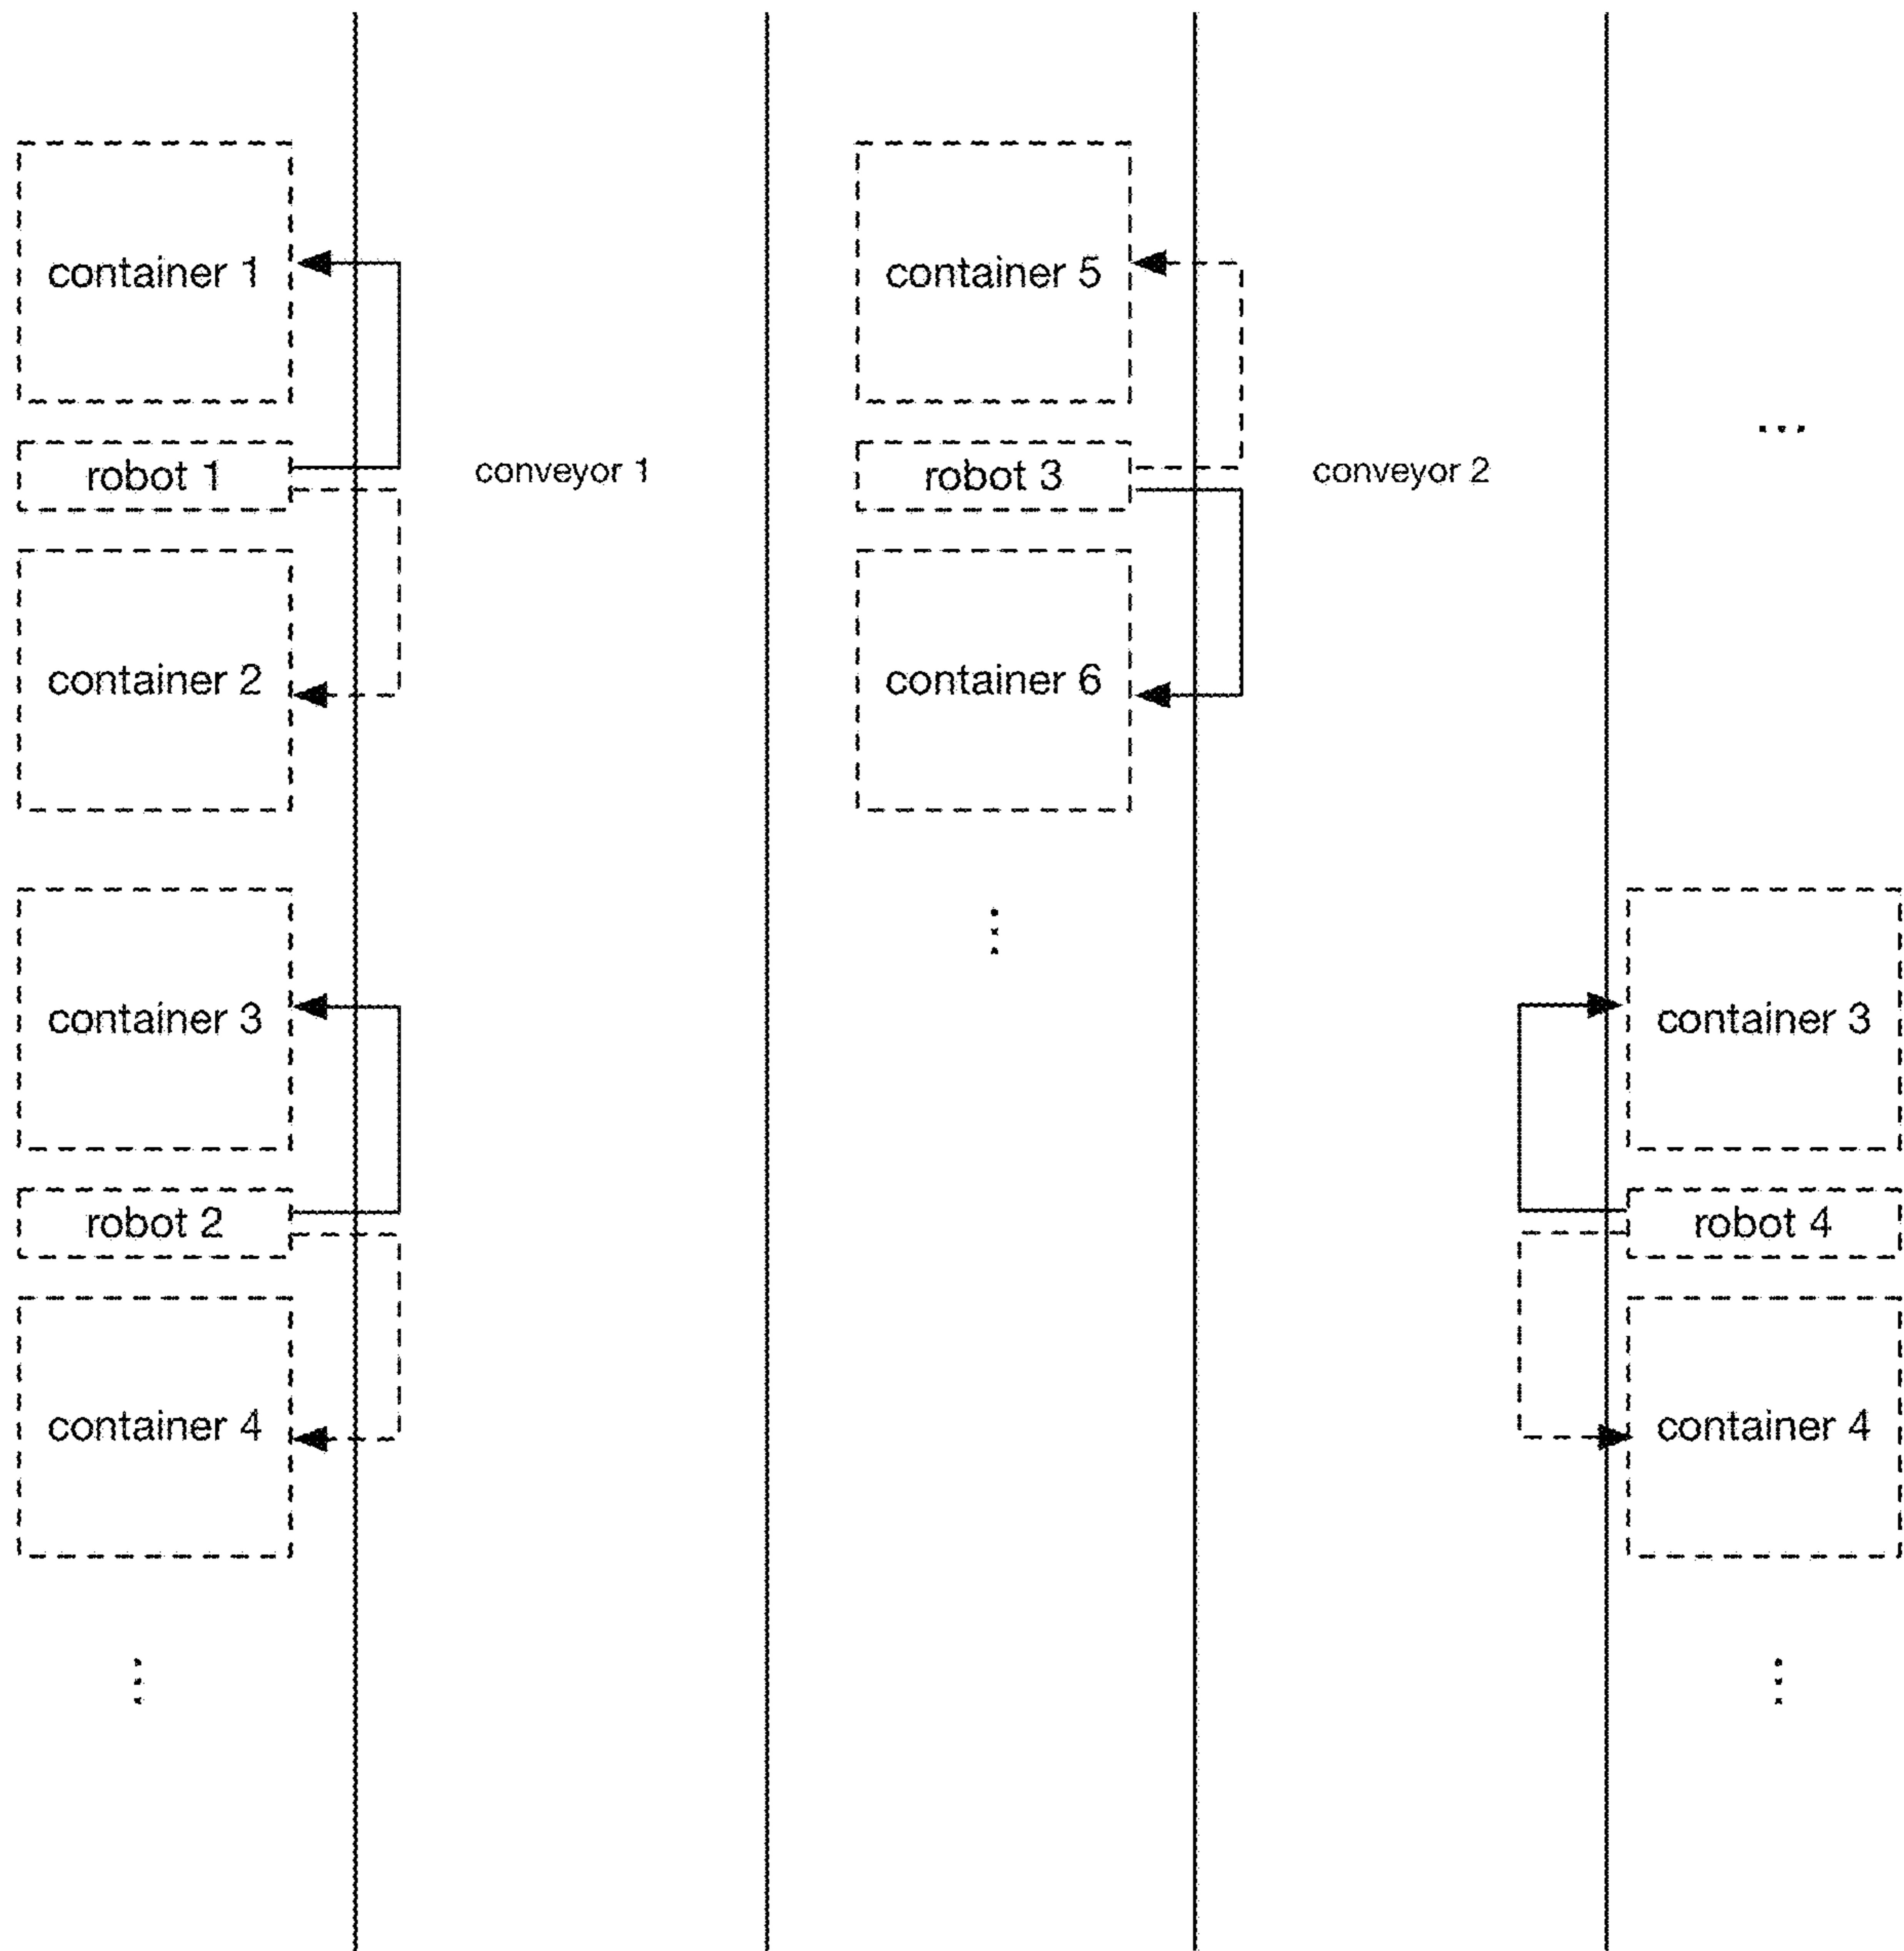 container 1
container 5
...
robot 1
conveyor 1
robot 3
conveyor 2
container 2
container 6
container 3
container 3
robot 2
robot 4
container 4
container 4